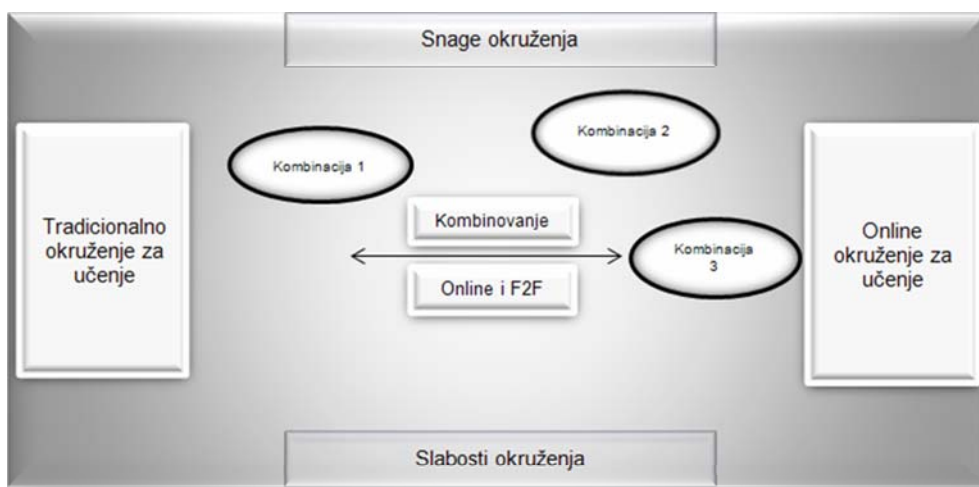 Snage okruženja
Kombinacija 2
Kombinacija 1
Tradicionalno
okruženje za
učenje
Kombinovanje
Online i F2F
Kombinacija
3
Online
okruženje za
učenje
Slabosti okruženja